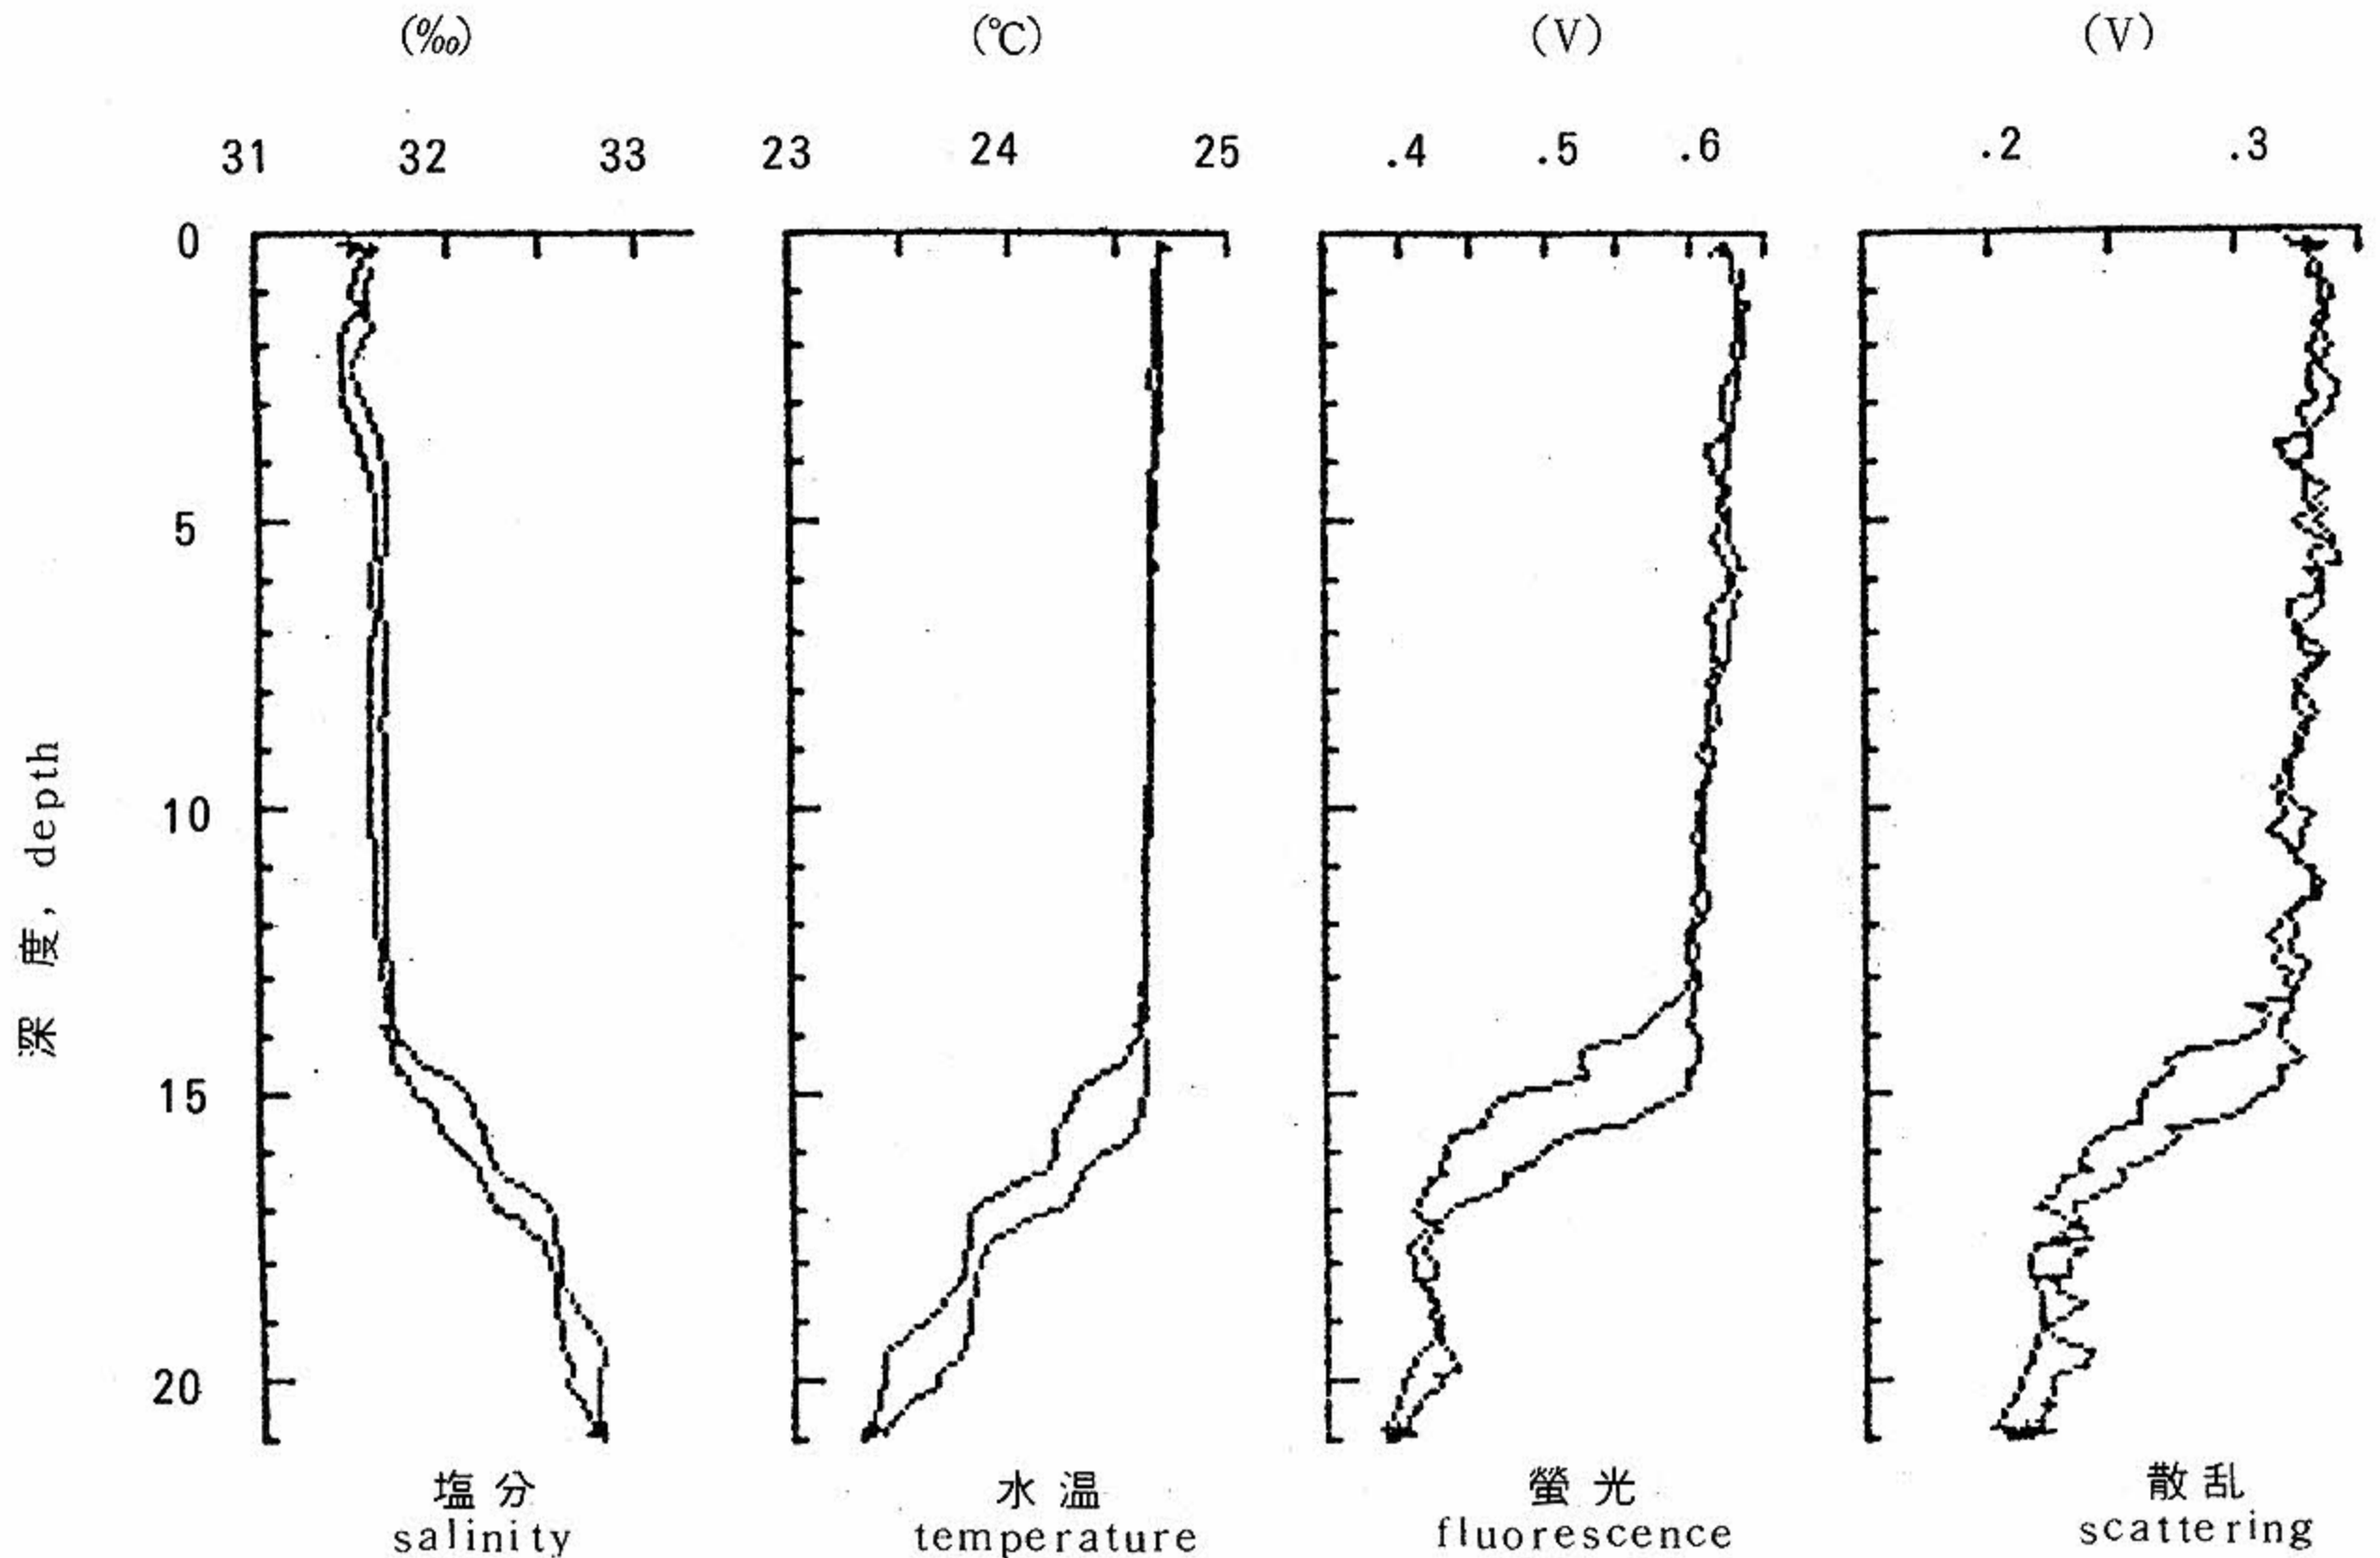 (‰) (℃) (V) (V)
31 32 33 23 24 25 .4 .5 .6 .2 .3
0
5
10
15
20
深度, depth
塩分 水温 螢光 散乱
salinity temperature fluorescence scattering